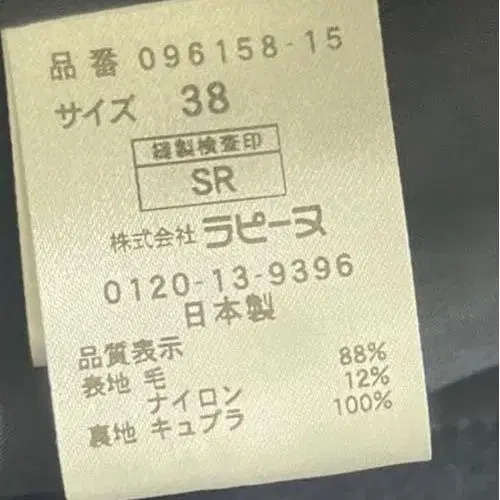 品番 096158-15
サイズ 38
縫製検査印
SR
株式会社 ラピーヌ
0120-13-9396
日本製
品質表示
表地 毛 88%
ナイロン 12%
裏地 キュプラ 100%